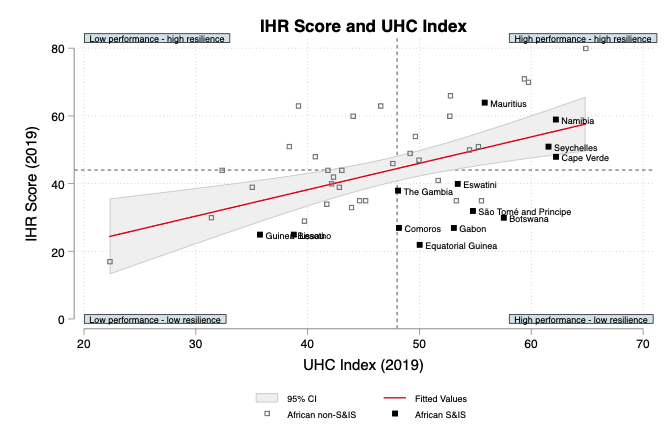 IHR Score and UHC Index
Low performance - high resilience
High performance - high resilience
80
60
40
20
0
IHR Score (2019)
Mauritius
Namibia
Seychelles
Cape Verde
Eswatini
The Gambia
São Tomé and Principe
Botswana
Comoros
Gabon
Guinea-Bissau
Lesotho
Equatorial Guinea
Low performance - low resilience
High performance - low resilience
20
30
40
50
60
70
UHC Index (2019)
95% CI
Fitted Values
African non-S&IS
African S&IS